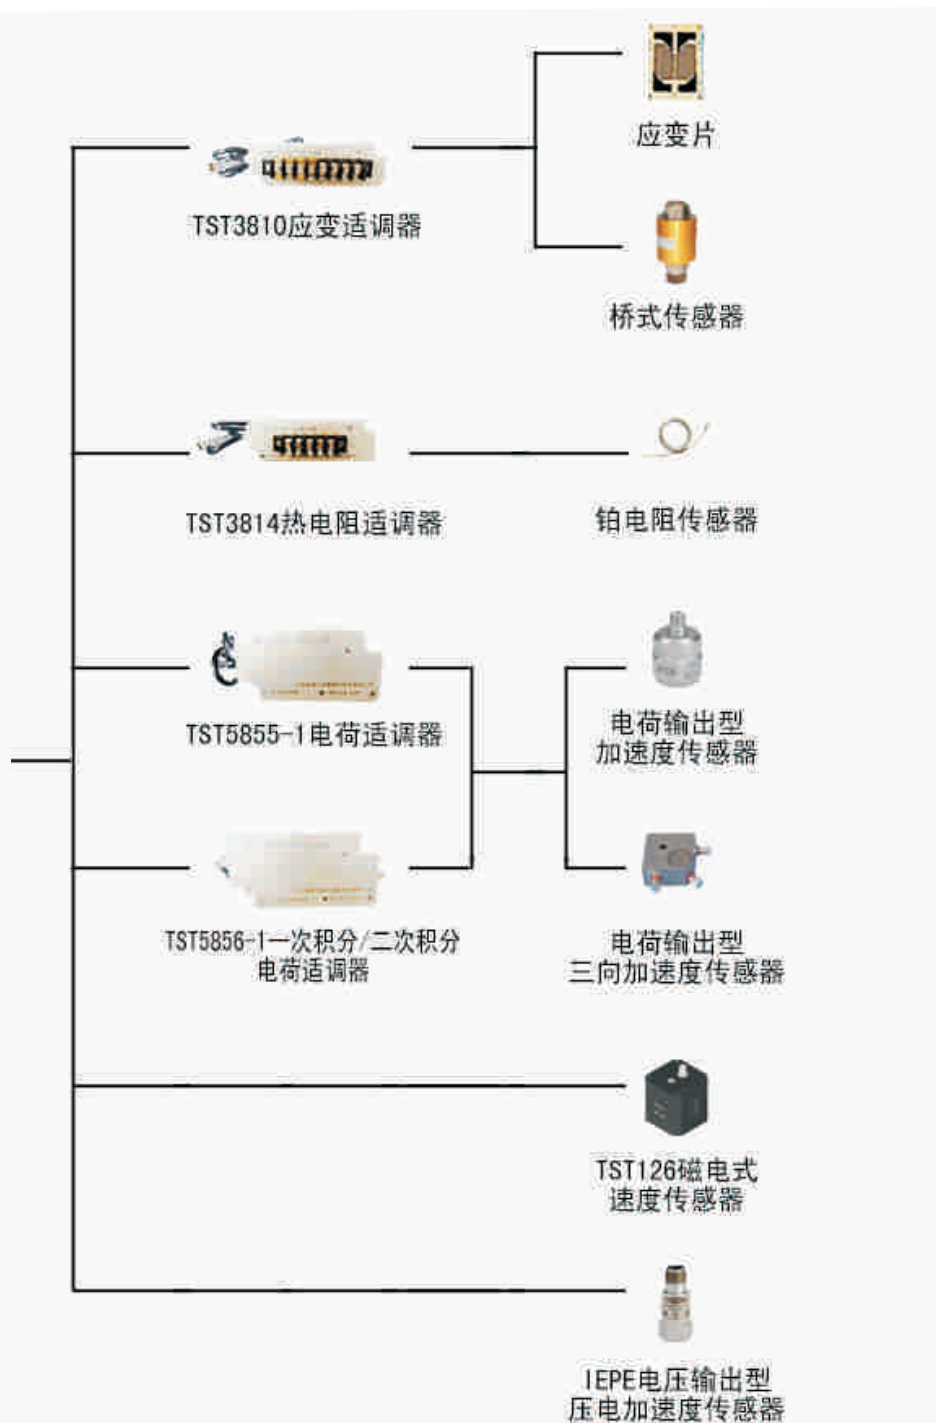 应变片
TST3810应变适调器
桥式传感器
TST3814热电阻适调器
铂电阻传感器
TST5855-1电荷适调器
电荷输出型
加速度传感器
TST5856-1一次积分/二次积分
电荷适调器
电荷输出型
三向加速度传感器
TST126磁电式
速度传感器
IEPE电压输出型
压电加速度传感器